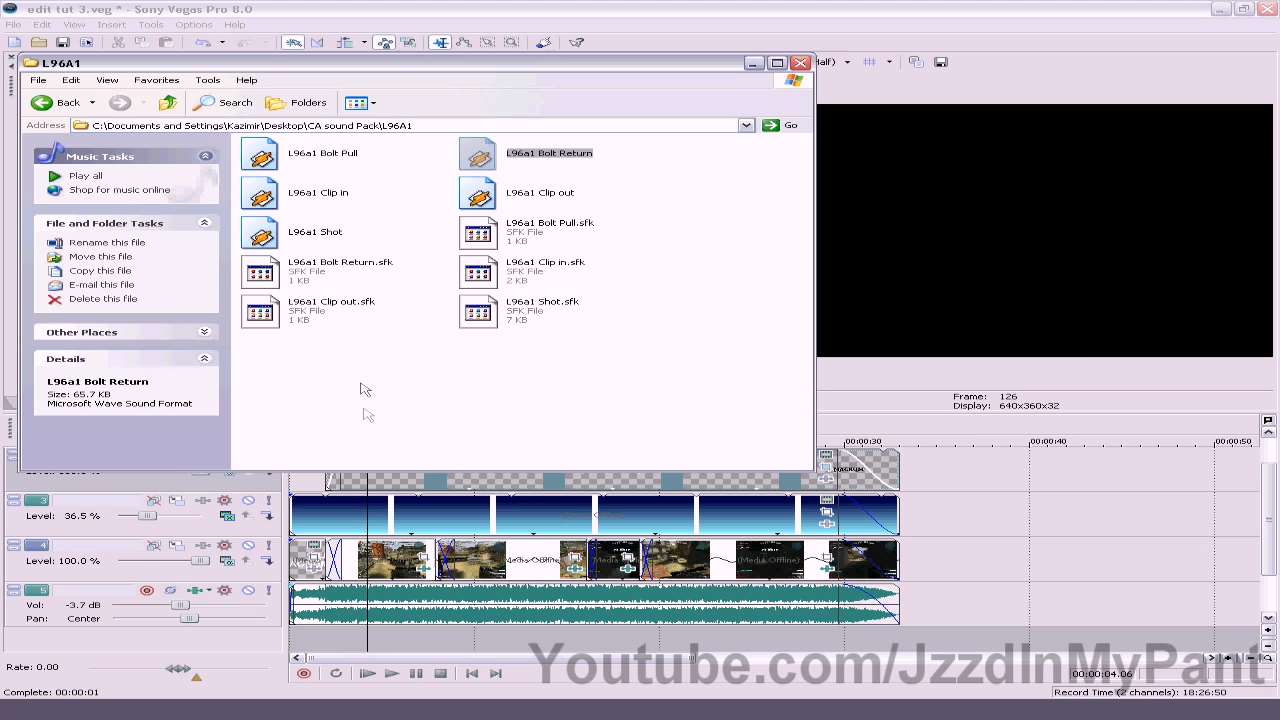 edit tut 3.veg * - Sony Vegas Pro 8.0
File Edit View Insert Tools Options Help
L96A1
File Edit View Favorites Tools Help
Back Search Folders
Address C:\Documents and Settings\Kazimir\Desktop\CA sound Pack\L96A1 Go
Music Tasks
Play all
Shop for music online
File and Folder Tasks
Rename this file
Move this file
Copy this file
E-mail this file
Delete this file
Other Places
Details
L96a1 Bolt Return
Size: 65.7 KB
Microsoft Wave Sound Format
L96a1 Bolt Pull
L96a1 Bolt Return
L96a1 Clip in
L96a1 Clip out
L96a1 Shot
L96a1 Bolt Pull.sfk
SFK File
1 KB
L96a1 Bolt Return.sfk
SFK File
1 KB
L96a1 Clip in.sfk
SFK File
2 KB
L96a1 Clip out.sfk
SFK File
1 KB
L96a1 Shot.sfk
SFK File
7 KB
Frame: 126
Display: 640x360x32
00:00:30 00:00:40 00:00:50
3
Level: 36.5 %
4
Level:
(Media Offline)
5
Vol: -3.7 dB
Pan: Center
Rate: 0.00
Youtube.com/JzzdInMyPant
00:00:04.06
Complete: 00:00:01
Record Time (2 channels): 18:26:50